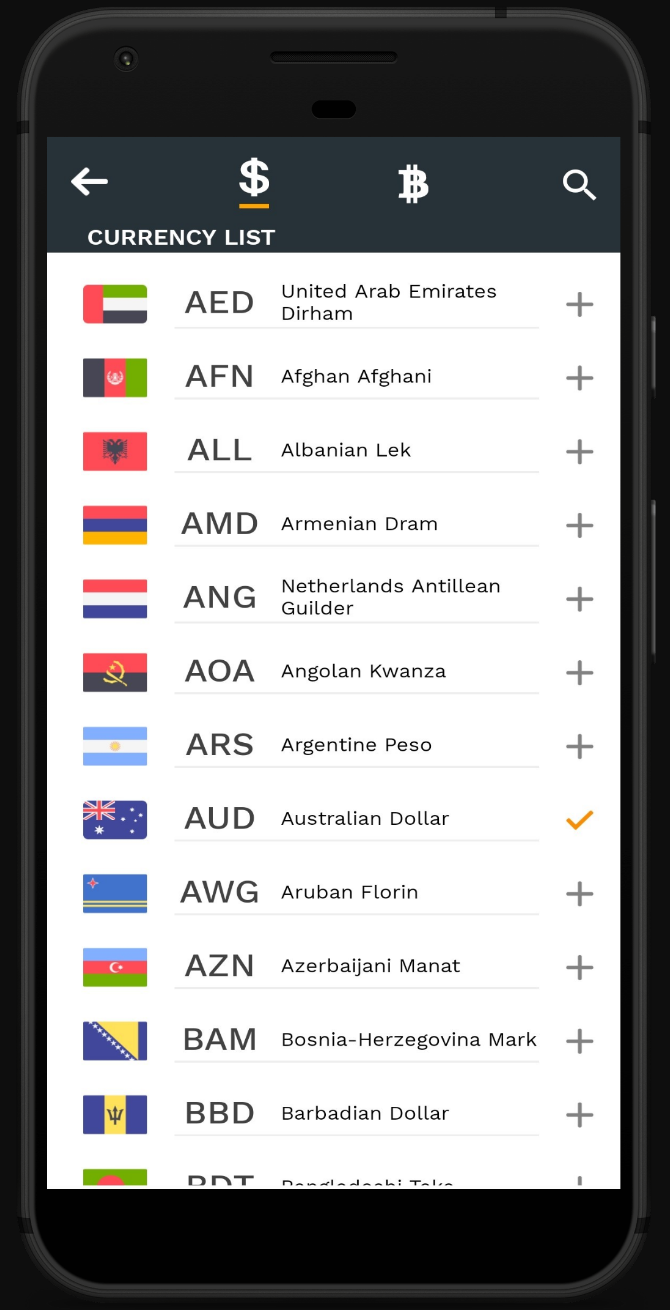 $
CURRENCY LIST
AED
United Arab Emirates
Dirham
AFN
Afghan Afghani
ALL
Albanian Lek
AMD
Armenian Dram
ANG
Netherlands Antillean
Guilder
AOA
Angolan Kwanza
ARS
Argentine Peso
AUD
Australian Dollar
AWG
Aruban Florin
AZN
Azerbaijani Manat
BAM
Bosnia-Herzegovina Mark
BBD
Barbadian Dollar
BDT